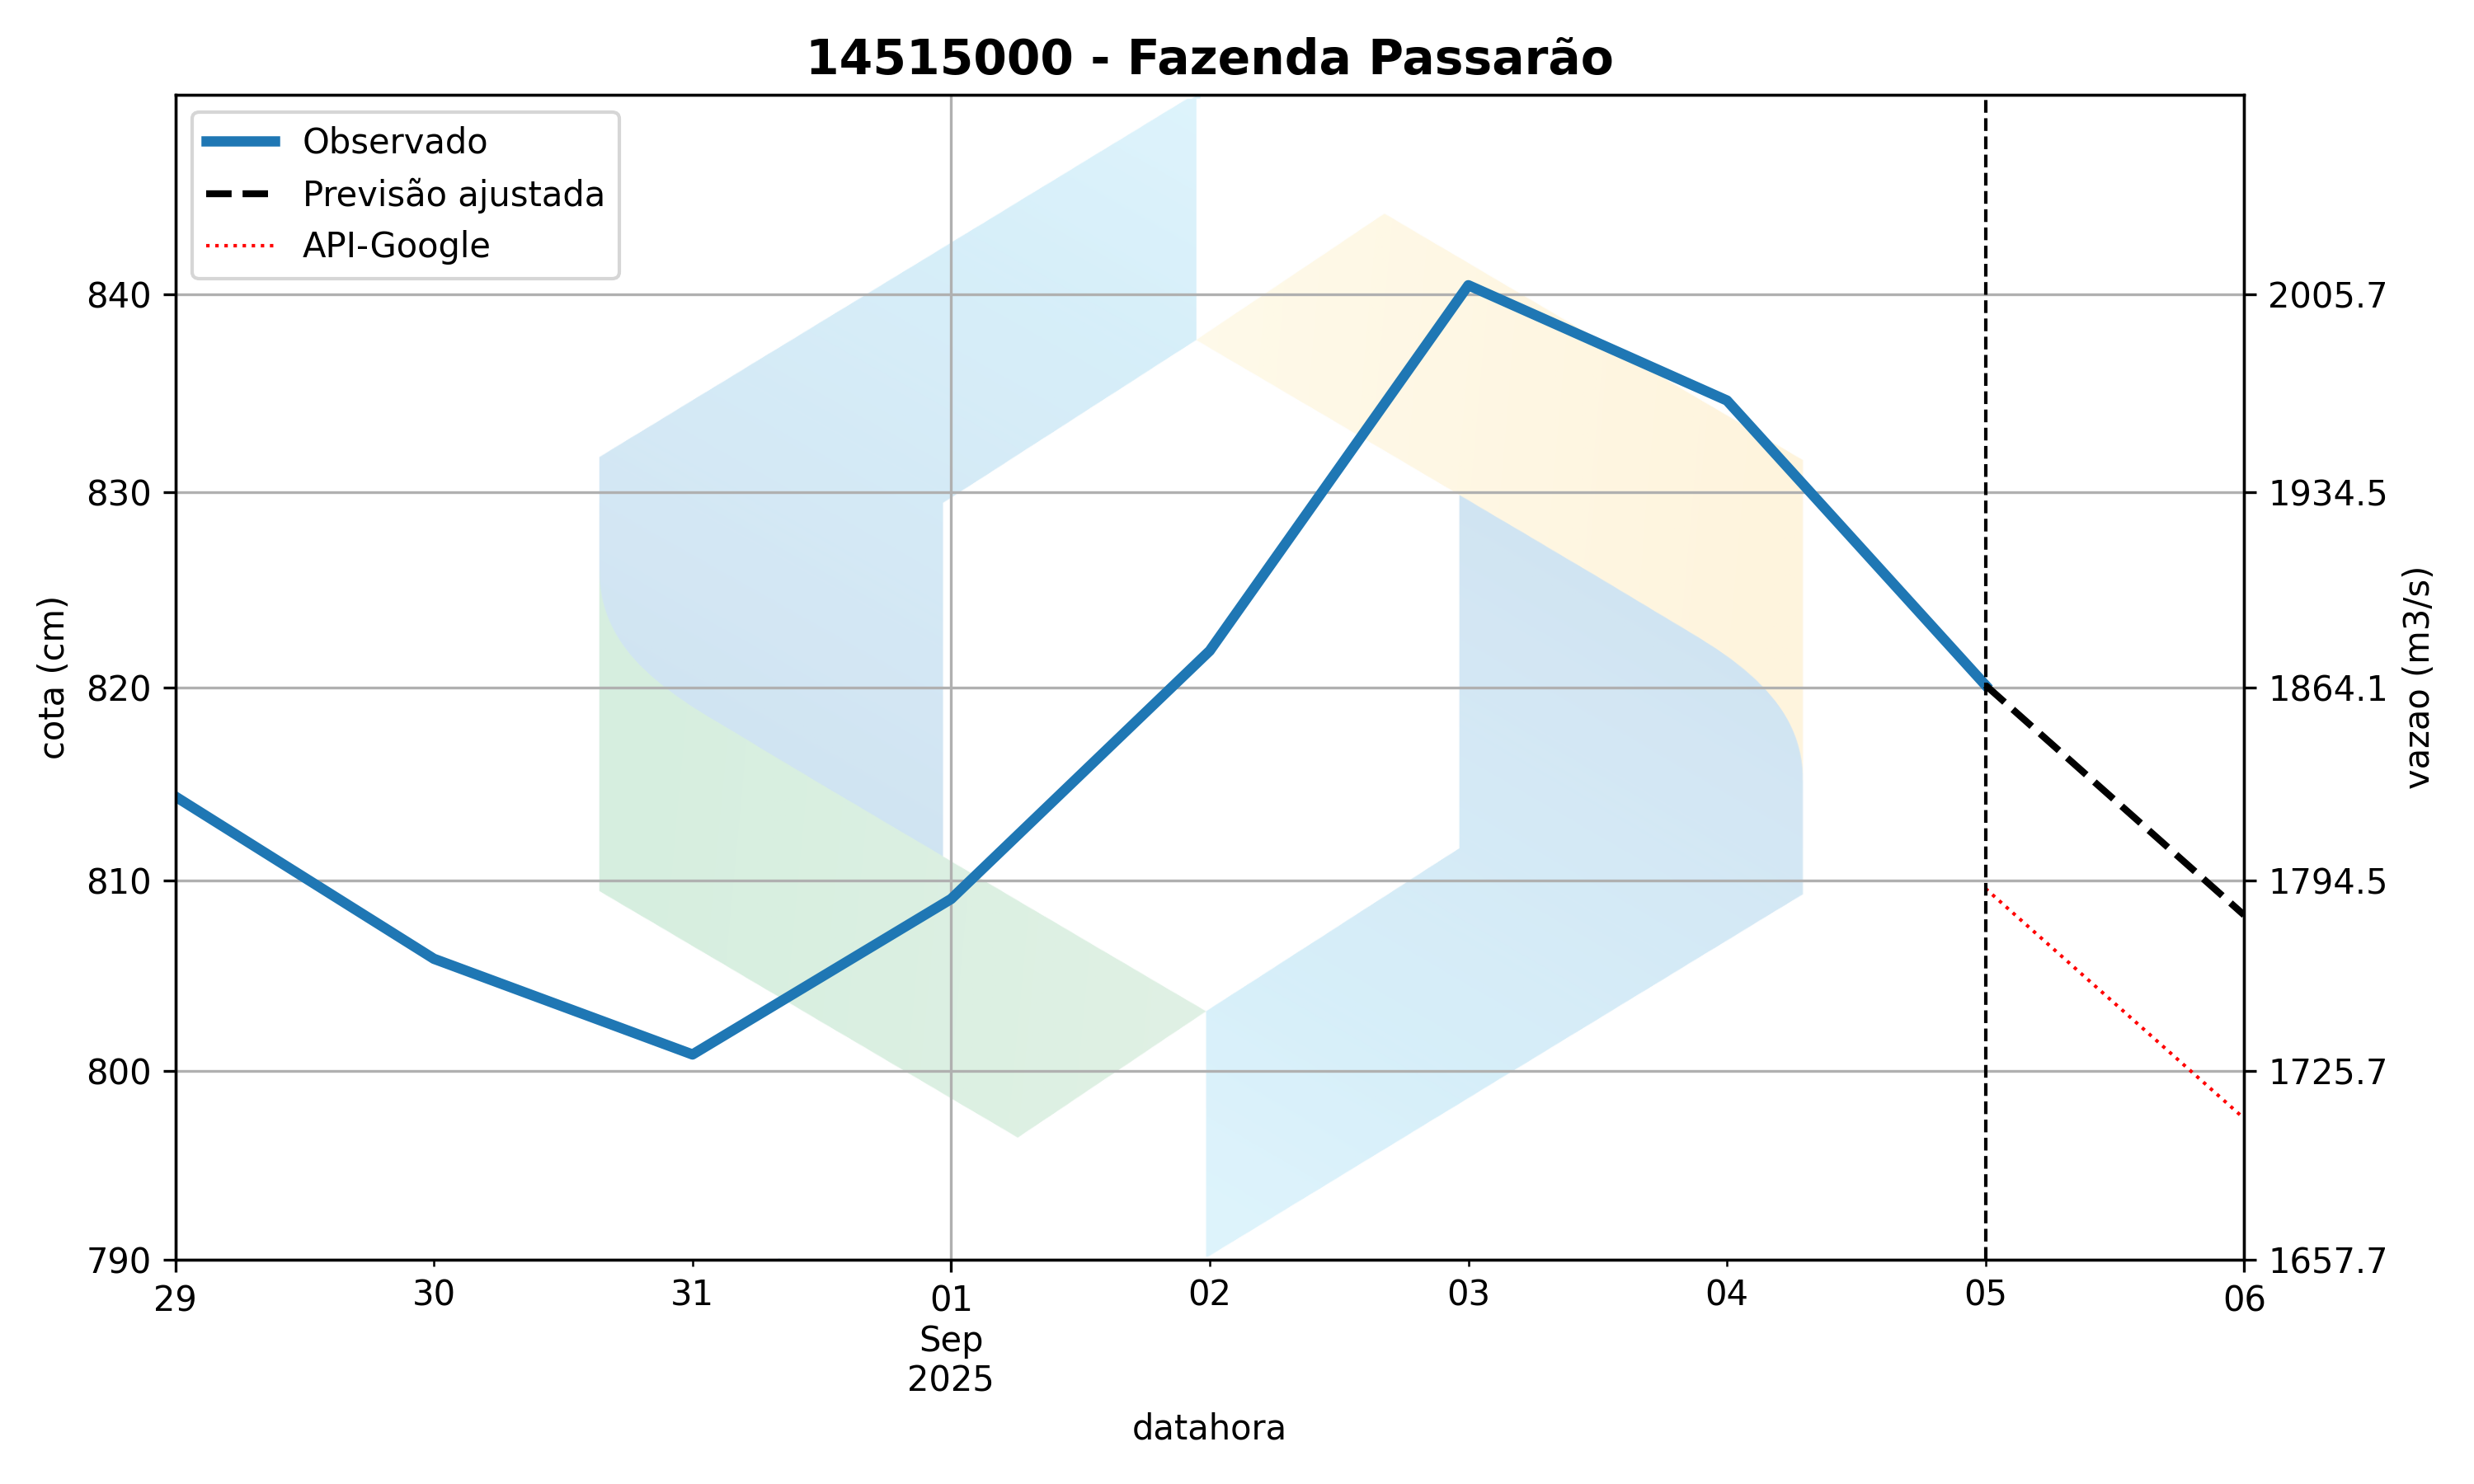 14515000 - Fazenda Passarão
Observado
Previsão ajustada
API-Google
840
830
820
810
800
790
cota (cm)
2005.7
1934.5
1864.1
1794.5
1725.7
1657.7
vazao (m3/s)
29
30
31
01
02
03
04
05
06
Sep
2025
datahora